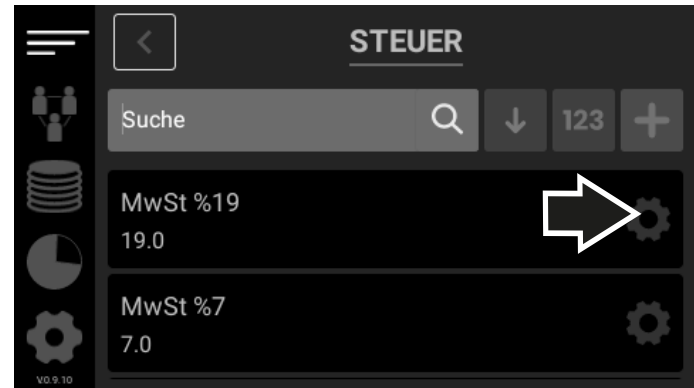 STEUER
Suche
123
MwSt %19
19.0
MwSt %7
7.0
V0.9.10